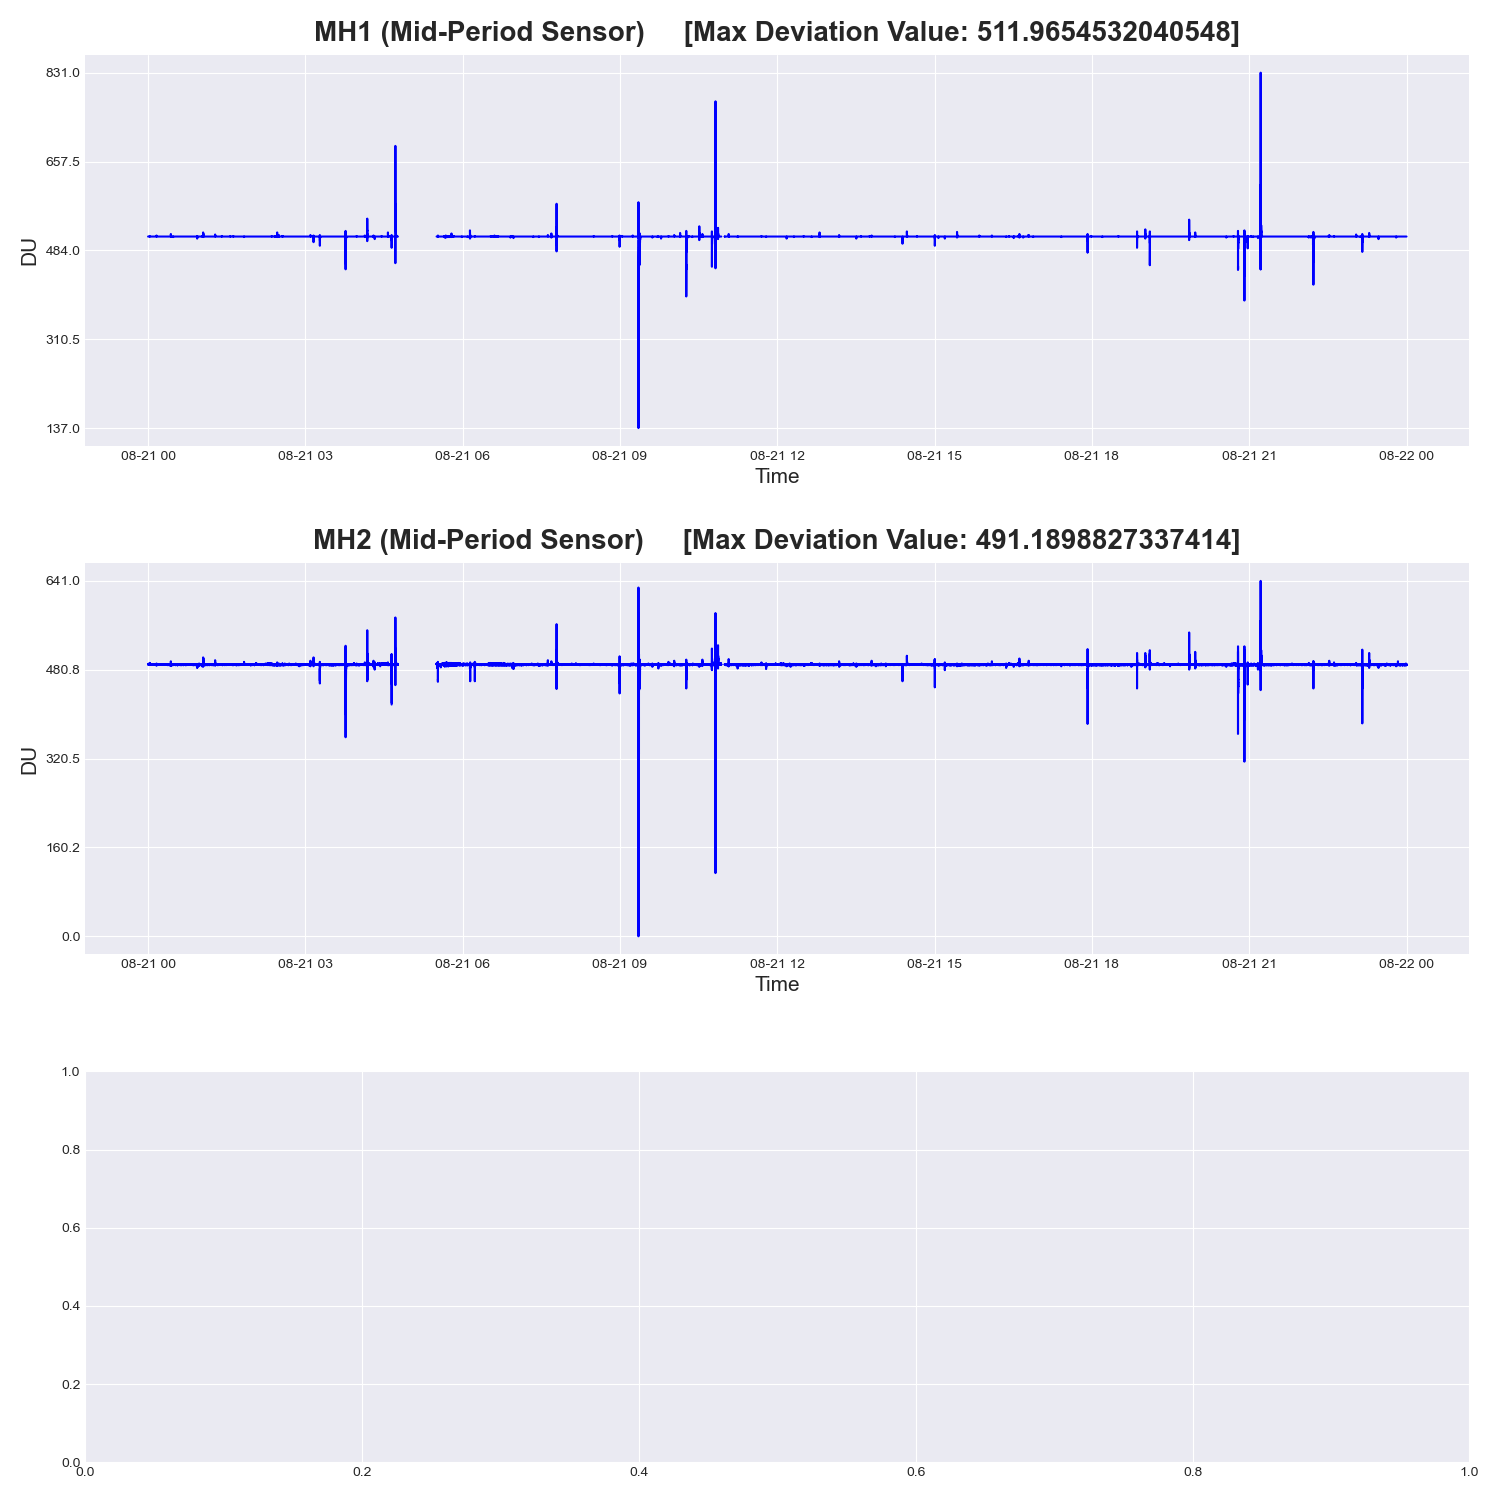 MH1 (Mid-Period Sensor) [Max Deviation Value: 511.9654532040548]
831.0
657.5
484.0
310.5
137.0
DU
08-21 00 08-21 03 08-21 06 08-21 09 08-21 12 08-21 15 08-21 18 08-21 21 08-22 00
Time
MH2 (Mid-Period Sensor) [Max Deviation Value: 491.1898827337414]
641.0
480.8
320.5
160.2
0.0
DU
08-21 00 08-21 03 08-21 06 08-21 09 08-21 12 08-21 15 08-21 18 08-21 21 08-22 00
Time
1.0
0.8
0.6
0.4
0.2
0.0
0.0 0.2 0.4 0.6 0.8 1.0